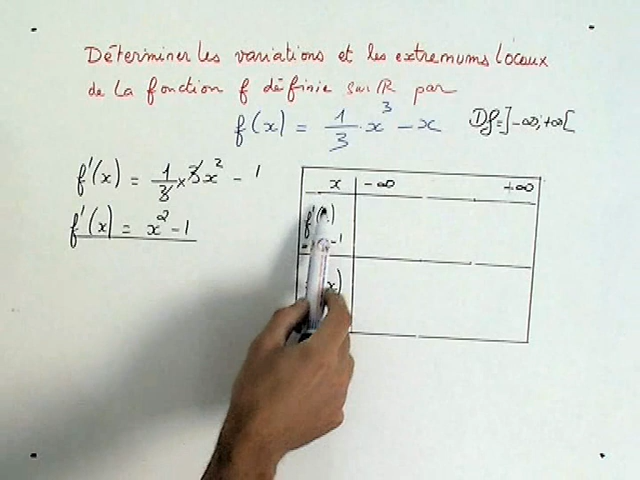 Déterminer les variations et les extremums locaux
de la fonction f définie sur ℝ par
f(x) = 1/3 · x³ - x   Df = ]-∞; +∞[
f'(x) = 1/3 × 3x² - 1
f'(x) = x² - 1
x   -∞   +∞